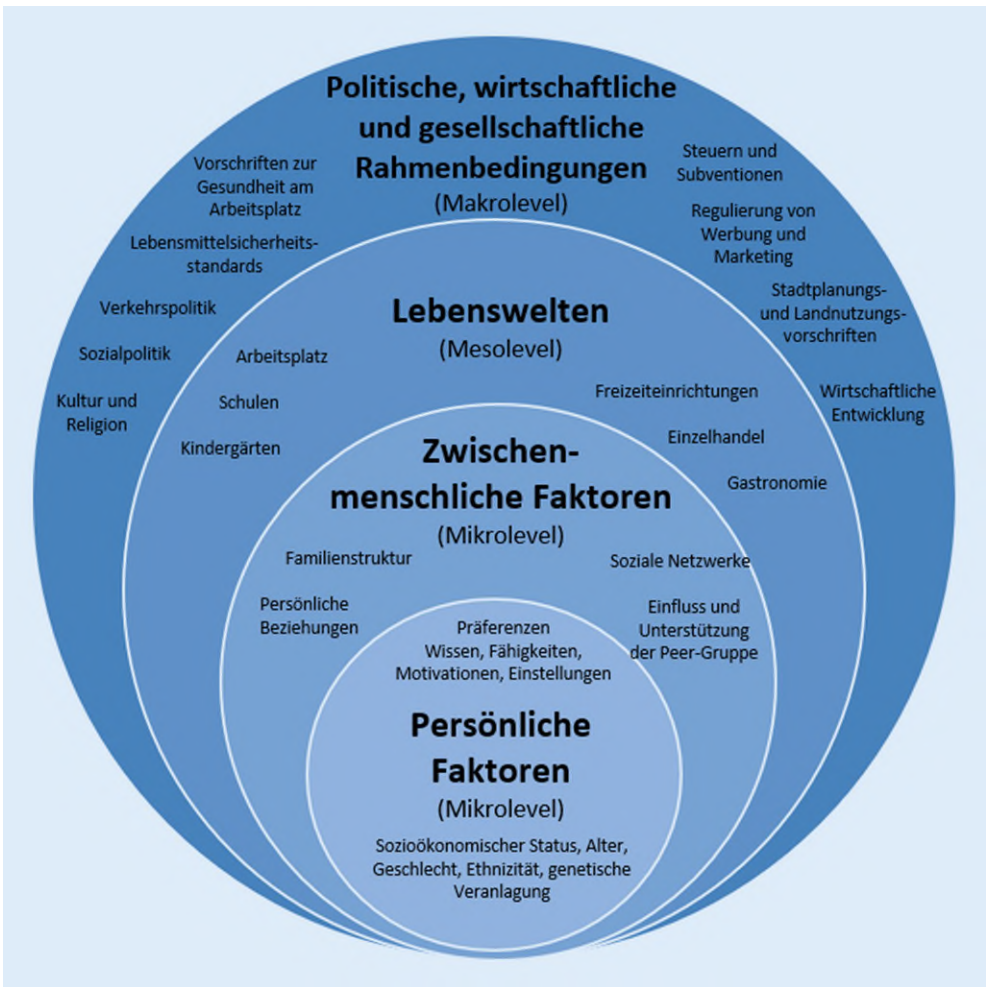 Politische, wirtschaftliche
und gesellschaftliche
Rahmenbedingungen
(Makrolevel)
Vorschriften zur
Gesundheit am
Arbeitsplatz
Lebensmittelsicherheits-
standards
Verkehrspolitik
Sozialpolitik
Kultur und
Religion
Steuern und
Subventionen
Regulierung von
Werbung und
Marketing
Stadtplanungs-
und Landnutzungs-
vorschriften
Wirtschaftliche
Entwicklung
Lebenswelten
(Mesolevel)
Arbeitsplatz
Schulen
Kindergärten
Freizeiteinrichtungen
Einzelhandel
Gastronomie
Zwischen-
menschliche Faktoren
(Mikrolevel)
Familienstruktur
Persönliche
Beziehungen
Soziale Netzwerke
Einfluss und
Unterstützung
der Peer-Gruppe
Präferenzen
Wissen, Fähigkeiten,
Motivationen, Einstellungen
Persönliche
Faktoren
(Mikrolevel)
Sozioökonomischer Status, Alter,
Geschlecht, Ethnizität, genetische
Veranlagung